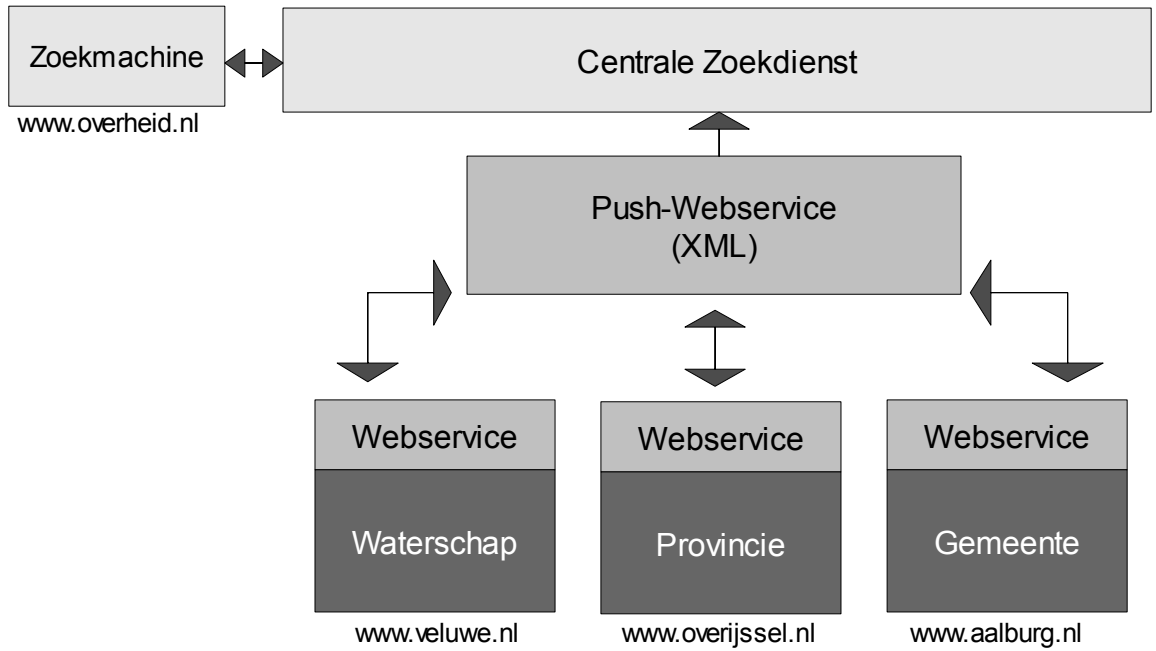 Zoekmachine
Centrale Zoekdienst
www.overheid.nl
Push-Webservice
(XML)
Webservice
Webservice
Webservice
Waterschap
Provincie
Gemeente
www.veluwe.nl
www.overijssel.nl
www.aalburg.nl